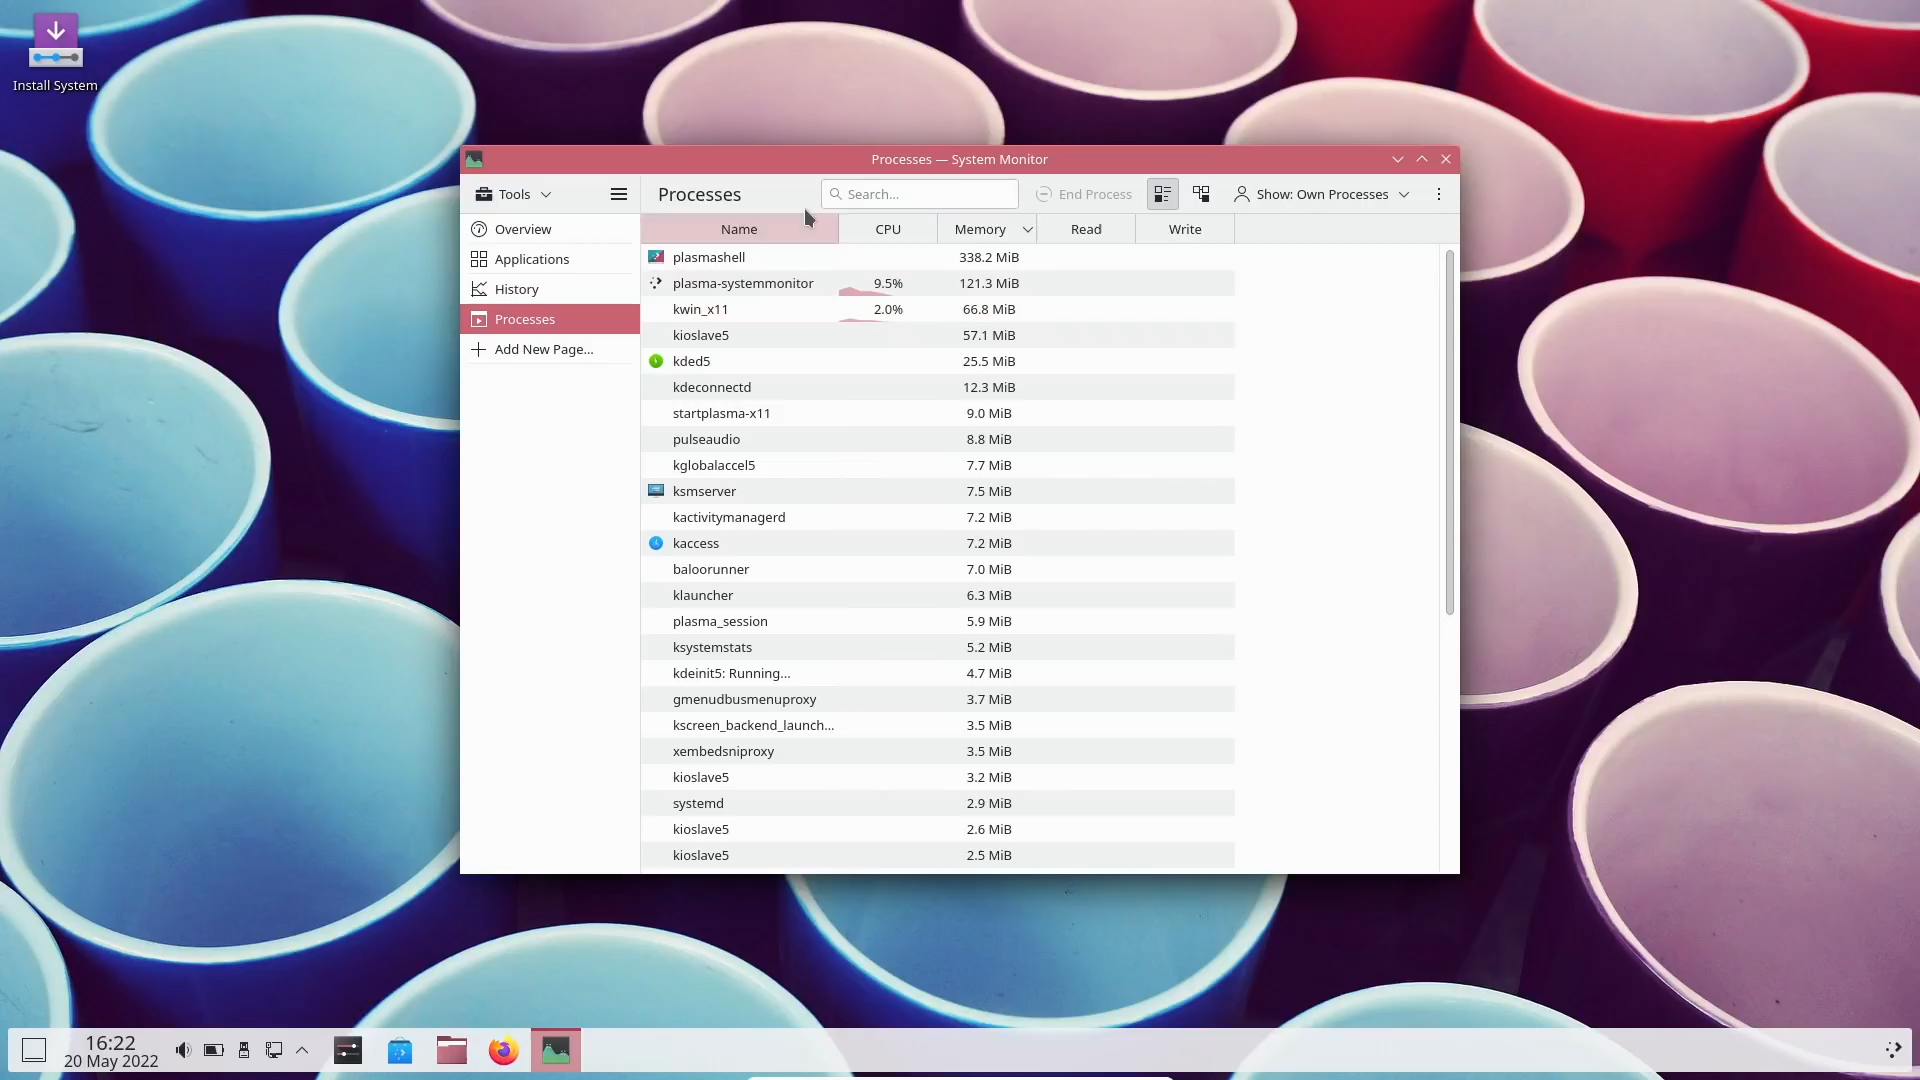 Install System
Processes — System Monitor
Tools
Processes
Search...
End Process
Show: Own Processes
Overview
Applications
History
Processes
Add New Page...
Name CPU Memory Read Write
plasmashell 338.2 MiB
plasma-systemmonitor 9.5% 121.3 MiB
kwin_x11 2.0% 66.8 MiB
kioslave5 57.1 MiB
kded5 25.5 MiB
kdeconnectd 12.3 MiB
startplasma-x11 9.0 MiB
pulseaudio 8.8 MiB
kglobalaccel5 7.7 MiB
ksmserver 7.5 MiB
kactivitymanagerd 7.2 MiB
kaccess 7.2 MiB
baloorunner 7.0 MiB
klauncher 6.3 MiB
plasma_session 5.9 MiB
ksystemstats 5.2 MiB
kdeinit5: Running... 4.7 MiB
gmenudbusmenuproxy 3.7 MiB
kscreen_backend_launch... 3.5 MiB
xembedsniproxy 3.5 MiB
kioslave5 3.2 MiB
systemd 2.9 MiB
kioslave5 2.6 MiB
kioslave5 2.5 MiB
16:22
20 May 2022